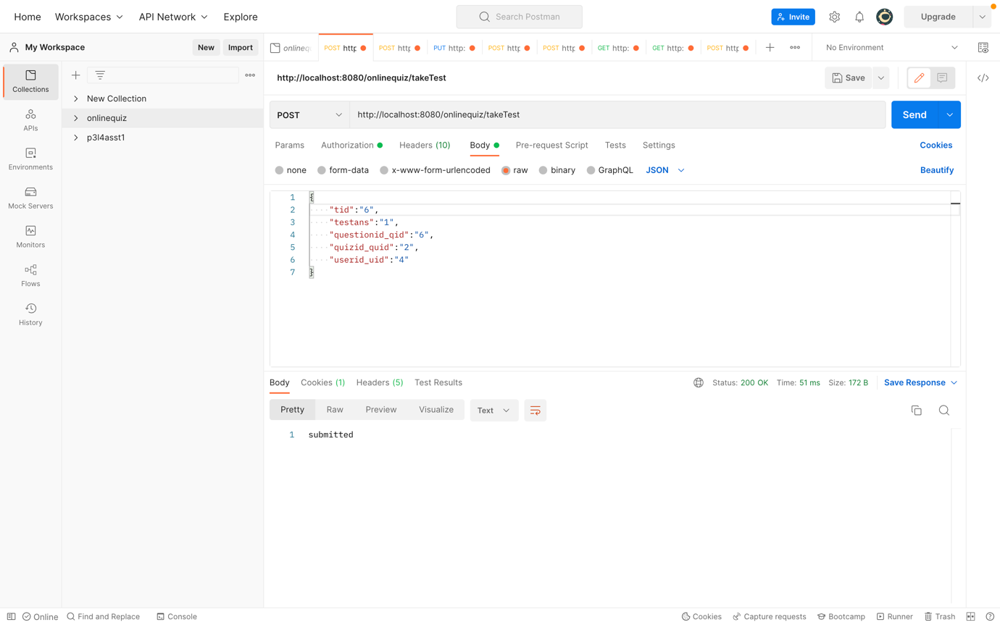 Home Workspaces API Network Explore Search Postman Invite Upgrade
My Workspace New Import onlinequ POST http POST http PUT http: POST http POST http GET http: GET http: POST http No Environment
Collections
APIs
Environments
Mock Servers
Monitors
Flows
History
New Collection
onlinequiz
p3l4asst1
http://localhost:8080/onlinequiz/takeTest Save
POST http://localhost:8080/onlinequiz/takeTest Send
Params Authorization Headers (10) Body Pre-request Script Tests Settings Cookies
none form-data x-www-form-urlencoded raw binary GraphQL JSON Beautify
1 {
2 "tid":"6",
3 "testans":"1",
4 "questionid_qid":"6",
5 "quizid_quid":"2",
6 "userid_uid":"4"
7 }
Body Cookies (1) Headers (5) Test Results Status: 200 OK Time: 51 ms Size: 172 B Save Response
Pretty Raw Preview Visualize Text
1 submitted
Online Find and Replace Console Cookies Capture requests Bootcamp Runner Trash